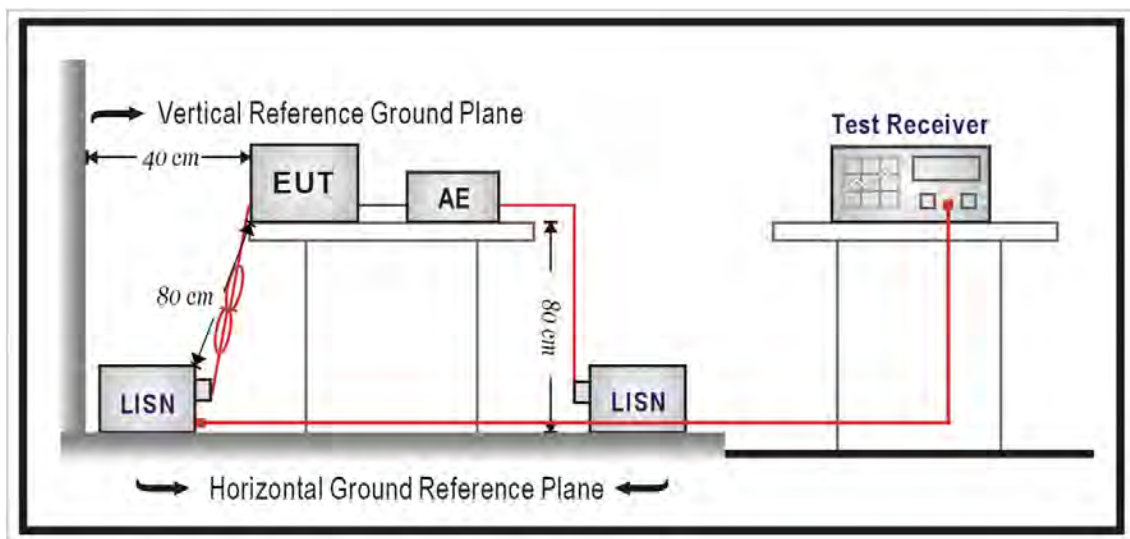 Vertical Reference Ground Plane
Test Receiver
40 cm
EUT
AE
80 cm
80 cm
LISN
LISN
Horizontal Ground Reference Plane